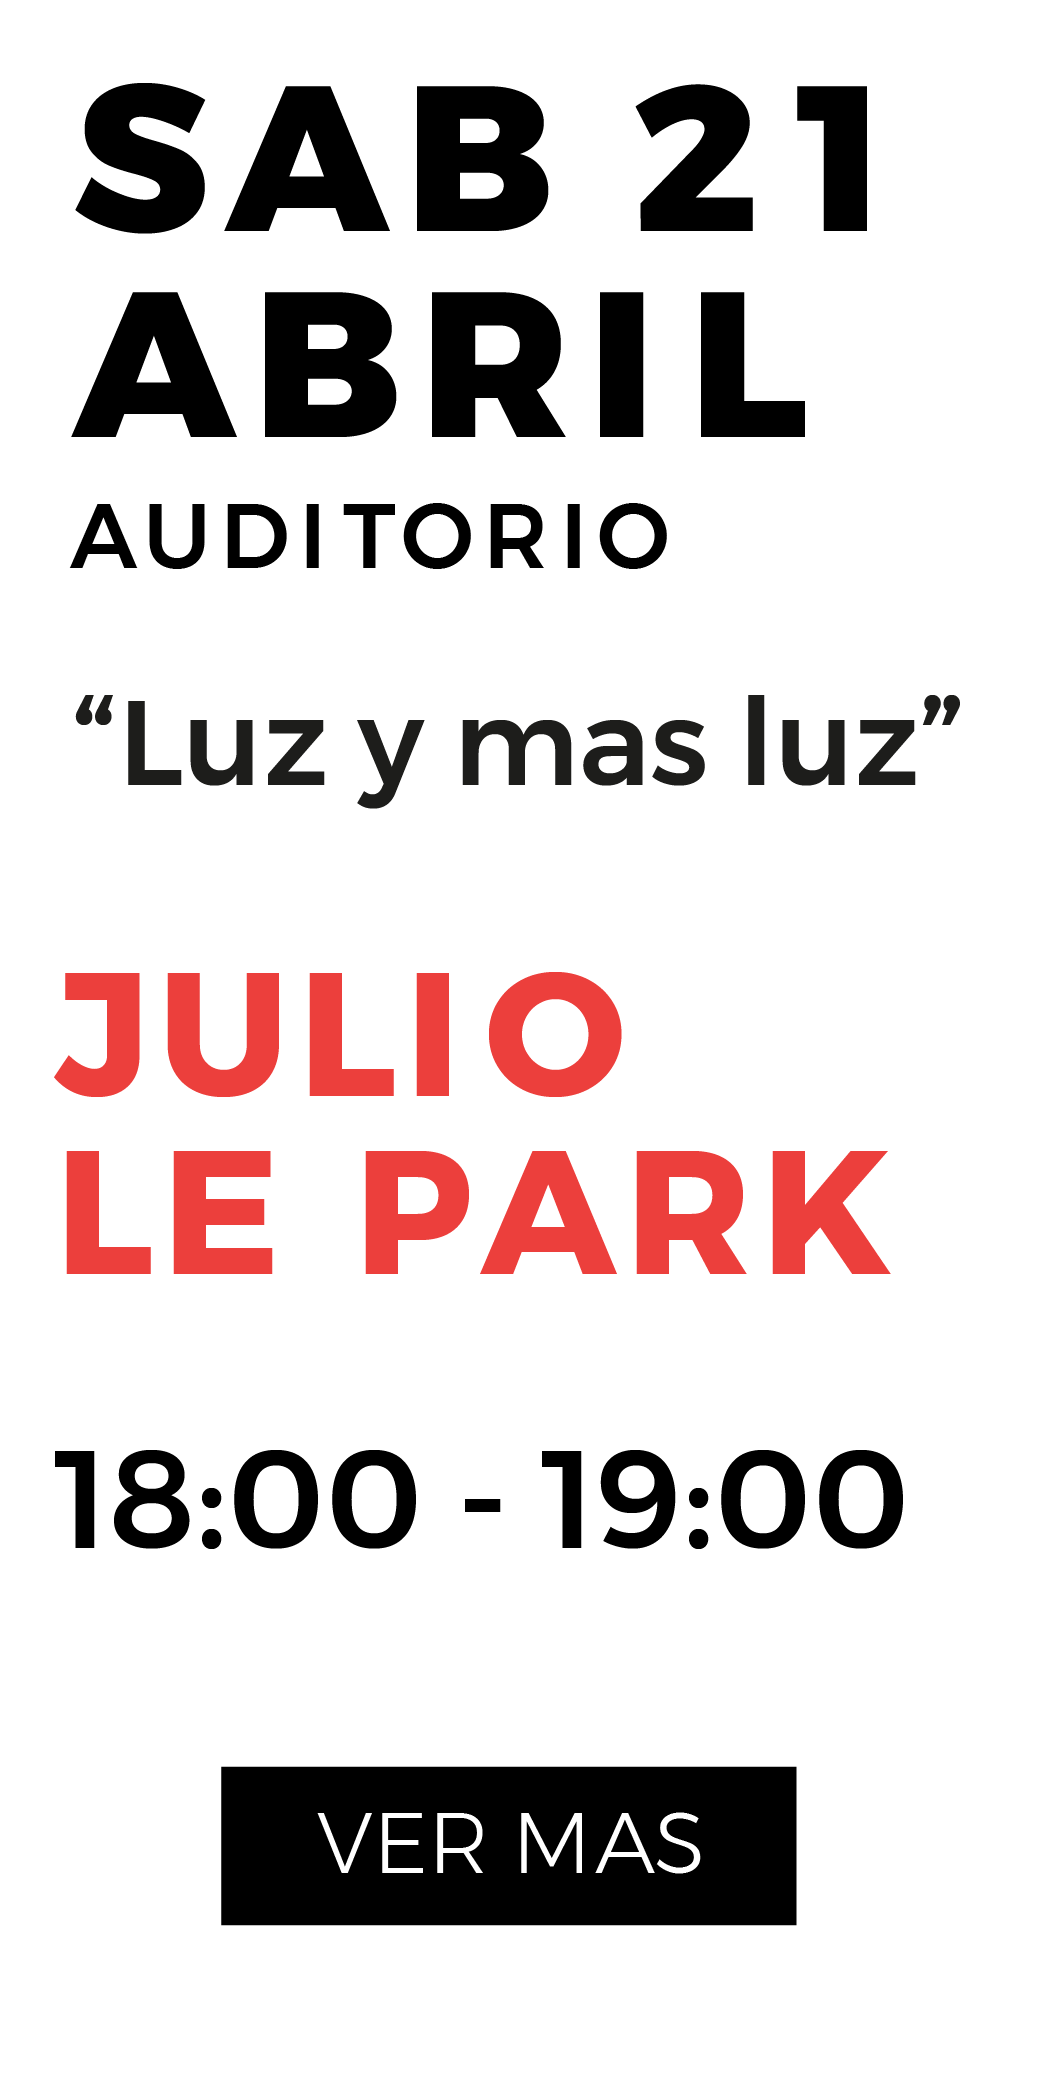 SAB 21
ABRIL
AUDITORIO
“Luz y mas luz”
JULIO
LE PARK
18:00 - 19:00
VER MAS